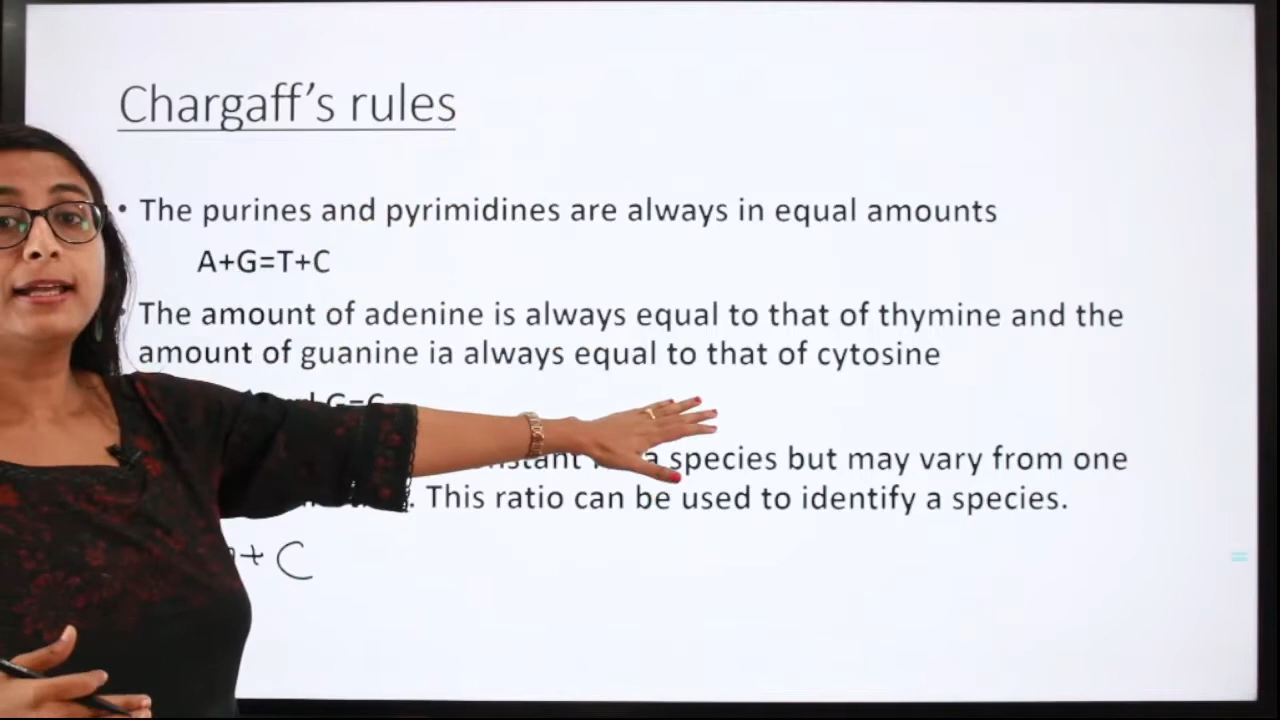 Chargaff's rules
• The purines and pyrimidines are always in equal amounts
A+G=T+C
The amount of adenine is always equal to that of thymine and the
amount of guanine ia always equal to that of cytosine
G=C
a species but may vary from one
. This ratio can be used to identify a species.
+ C